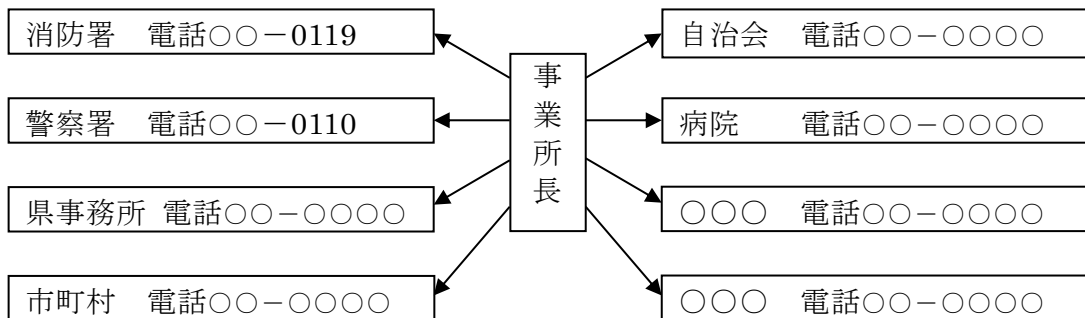 消防署　電話○○－0119
警察署　電話○○－0110
県事務所 電話○○－○○○○
市町村　電話○○－○○○○
事業所長
自治会　電話○○－○○○○
病院　　電話○○－○○○○
○○○　電話○○－○○○○
○○○　電話○○－○○○○